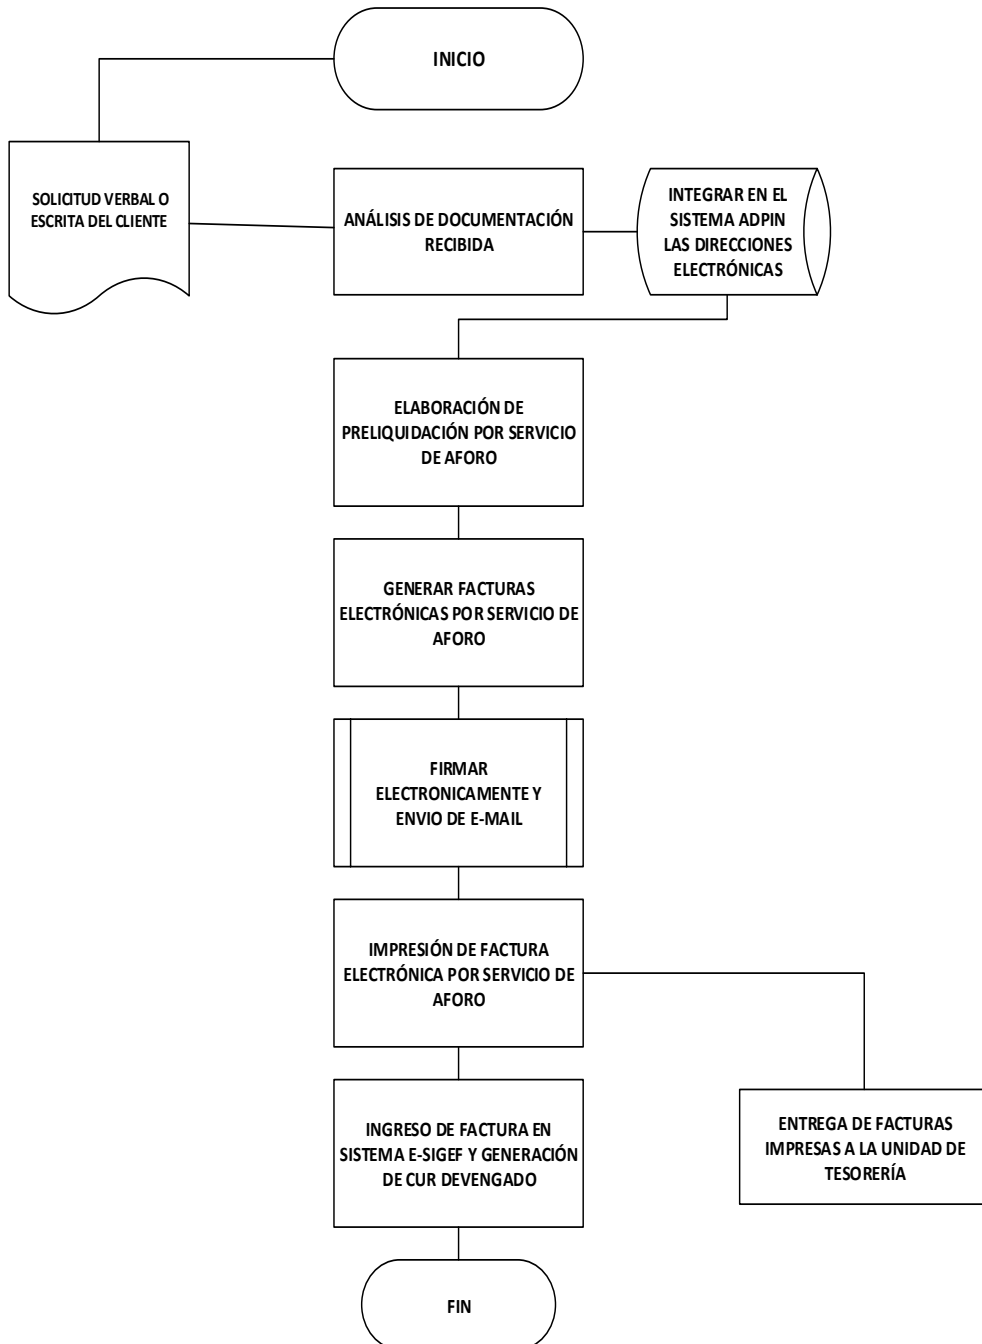 INICIO
SOLICITUD VERBAL O
ESCRITA DEL CLIENTE
ANÁLISIS DE DOCUMENTACIÓN
RECIBIDA
INTEGRAR EN EL
SISTEMA ADPIN
LAS DIRECCIONES
ELECTRÓNICAS
ELABORACIÓN DE
PRELIQUIDACIÓN POR SERVICIO
DE AFORO
GENERAR FACTURAS
ELECTRÓNICAS POR SERVICIO DE
AFORO
FIRMAR
ELECTRONICAMENTE Y
ENVIO DE E-MAIL
IMPRESIÓN DE FACTURA
ELECTRÓNICA POR SERVICIO DE
AFORO
INGRESO DE FACTURA EN
SISTEMA E-SIGEF Y GENERACIÓN
DE CUR DEVENGADO
ENTREGA DE FACTURAS
IMPRESAS A LA UNIDAD DE
TESORERÍA
FIN